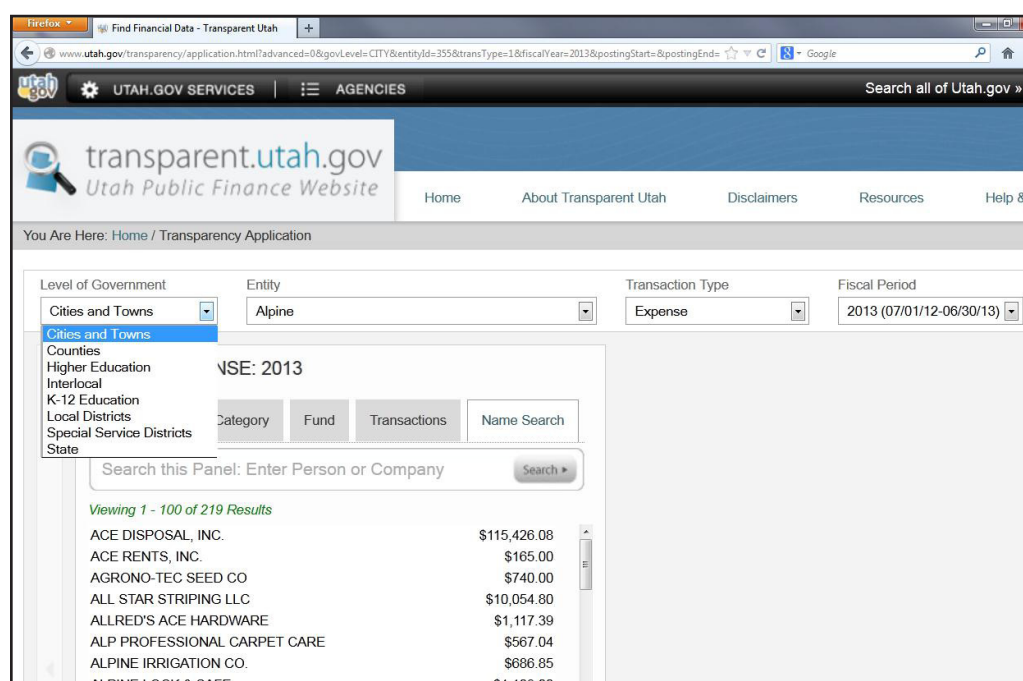 Firefox
Find Financial Data - Transparent Utah
+
www.utah.gov/transparency/application.html?advanced=0&govLevel=CITY&entityId=355&transType=1&fiscalYear=2013&postingStart=&postingEnd=
Google
utah.gov UTAH.GOV SERVICES | AGENCIES Search all of Utah.gov »
transparent.utah.gov
Utah Public Finance Website
Home About Transparent Utah Disclaimers Resources Help &
You Are Here: Home / Transparency Application
Level of Government Entity Transaction Type Fiscal Period
Cities and Towns Alpine Expense 2013 (07/01/12-06/30/13)
Cities and Towns
Counties
Higher Education
Interlocal
K-12 Education
Local Districts
Special Service Districts
State
NSE: 2013
Category Fund Transactions Name Search
Search this Panel: Enter Person or Company Search
Viewing 1 - 100 of 219 Results
ACE DISPOSAL, INC. $115,426.08
ACE RENTS, INC. $165.00
AGRONO-TEC SEED CO $740.00
ALL STAR STRIPING LLC $10,054.80
ALLRED'S ACE HARDWARE $1,117.39
ALP PROFESSIONAL CARPET CARE $567.04
ALPINE IRRIGATION CO. $686.85